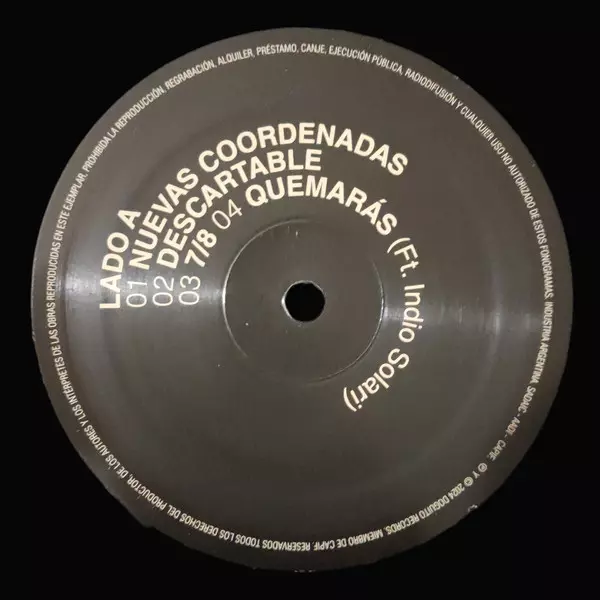 LADO A
01 NUEVAS COORDENADAS
02 DESCARTABLE
03 7/8 04 QUEMARÁS (Ft. Indio Solari)
RESERVADOS TODOS LOS DERECHOS DEL PRODUCTOR, DE LOS AUTORES Y LOS INTÉRPRETES DE LAS OBRAS REPRODUCIDAS EN ESTE EJEMPLAR. PROHIBIDA LA REPRODUCCIÓN, REGRABACIÓN, ALQUILER, PRÉSTAMO, CANJE, EJECUCIÓN PÚBLICA, RADIODIFUSIÓN Y CUALQUIER USO NO AUTORIZADO DE ESTOS FONOGRAMAS. INDUSTRIA ARGENTINA. SADAIC - AADI - CAPIF. ℗ Y © 2024 DOGUITO RECORDS. MIEMBRO DE CAPIF.